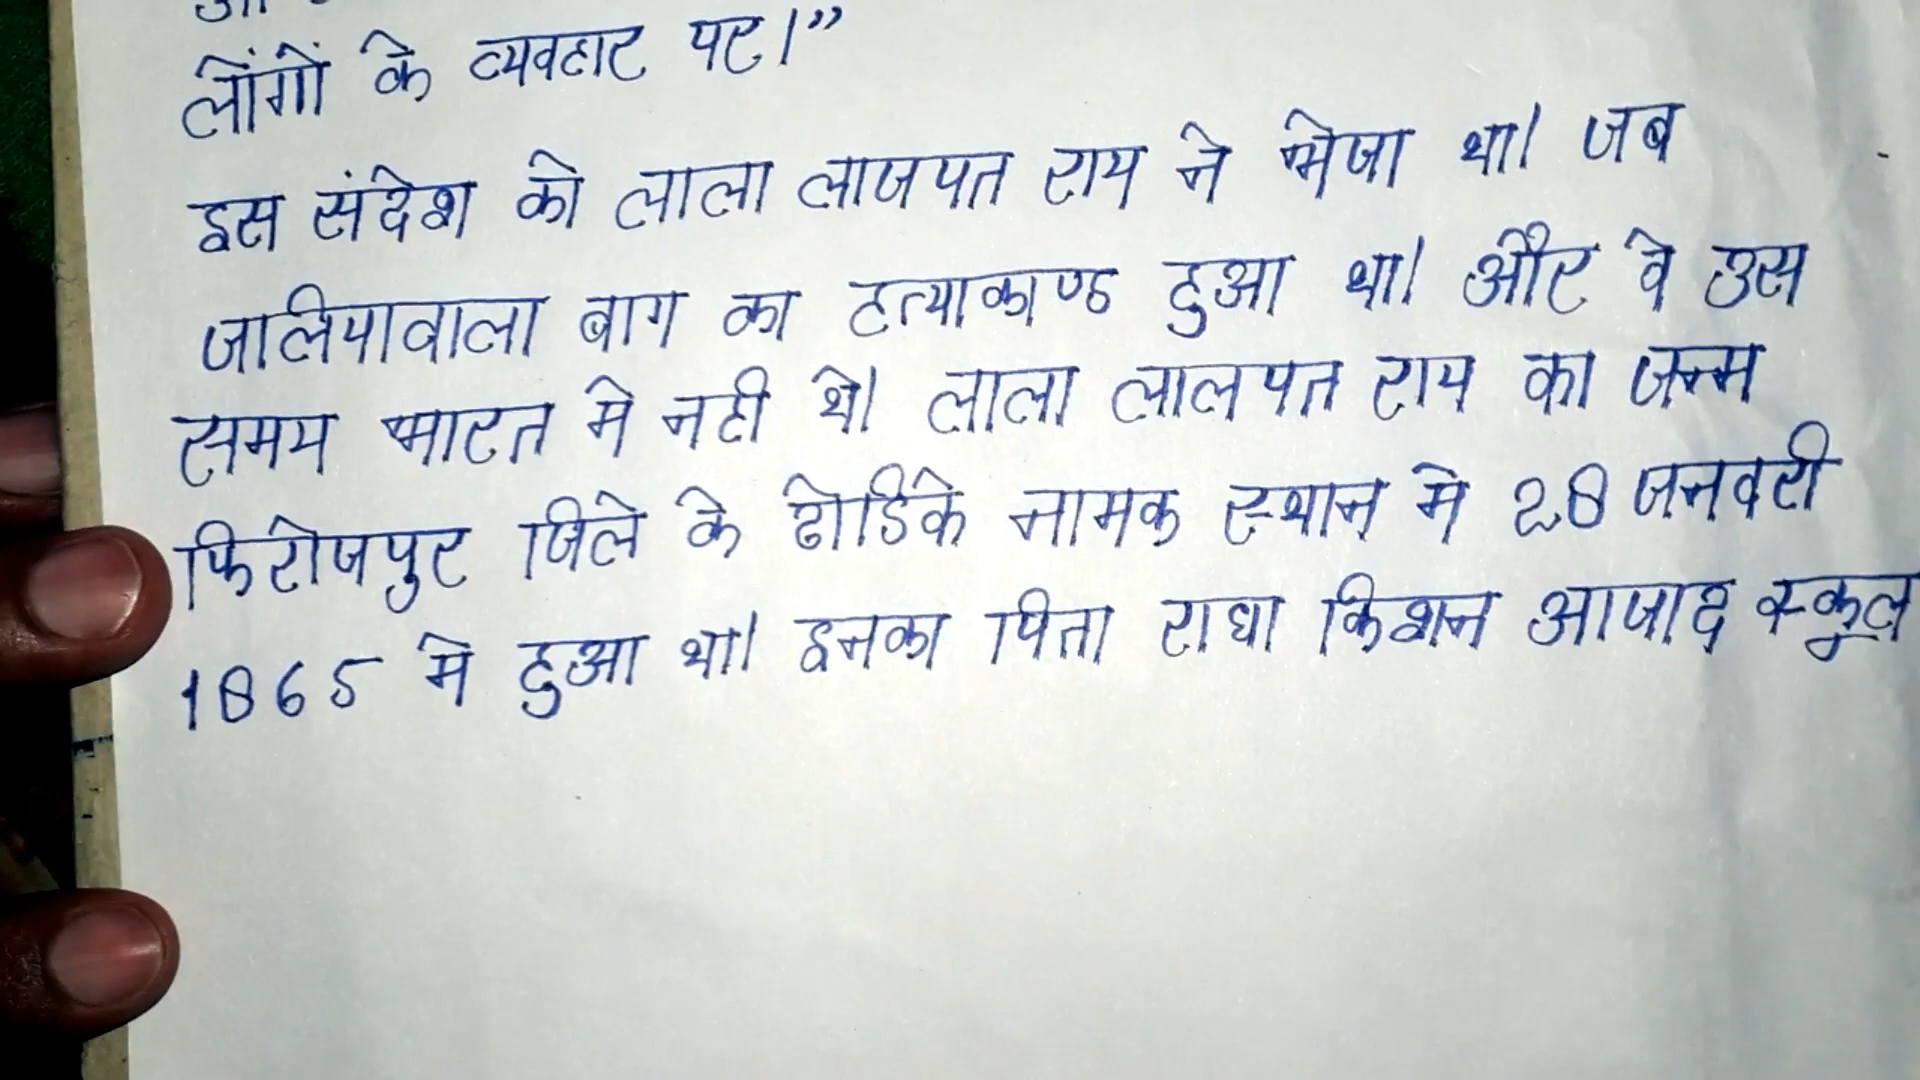 लोंगों के व्यवहार पर।”
इस संदेश को लाला लाजपत राय ने भेजा था। जब
जालियावाला बाग का हत्याकाण्ड हुआ था। और वे उस
समय भारत मे नही थे। लाला लालपत राय का जन्म
फिरोजपुर जिले के ढोडिके नामक स्थान मे 28 जनवरी
1865 मे हुआ था। इनका पिता राधा किशन आजाद स्कूल